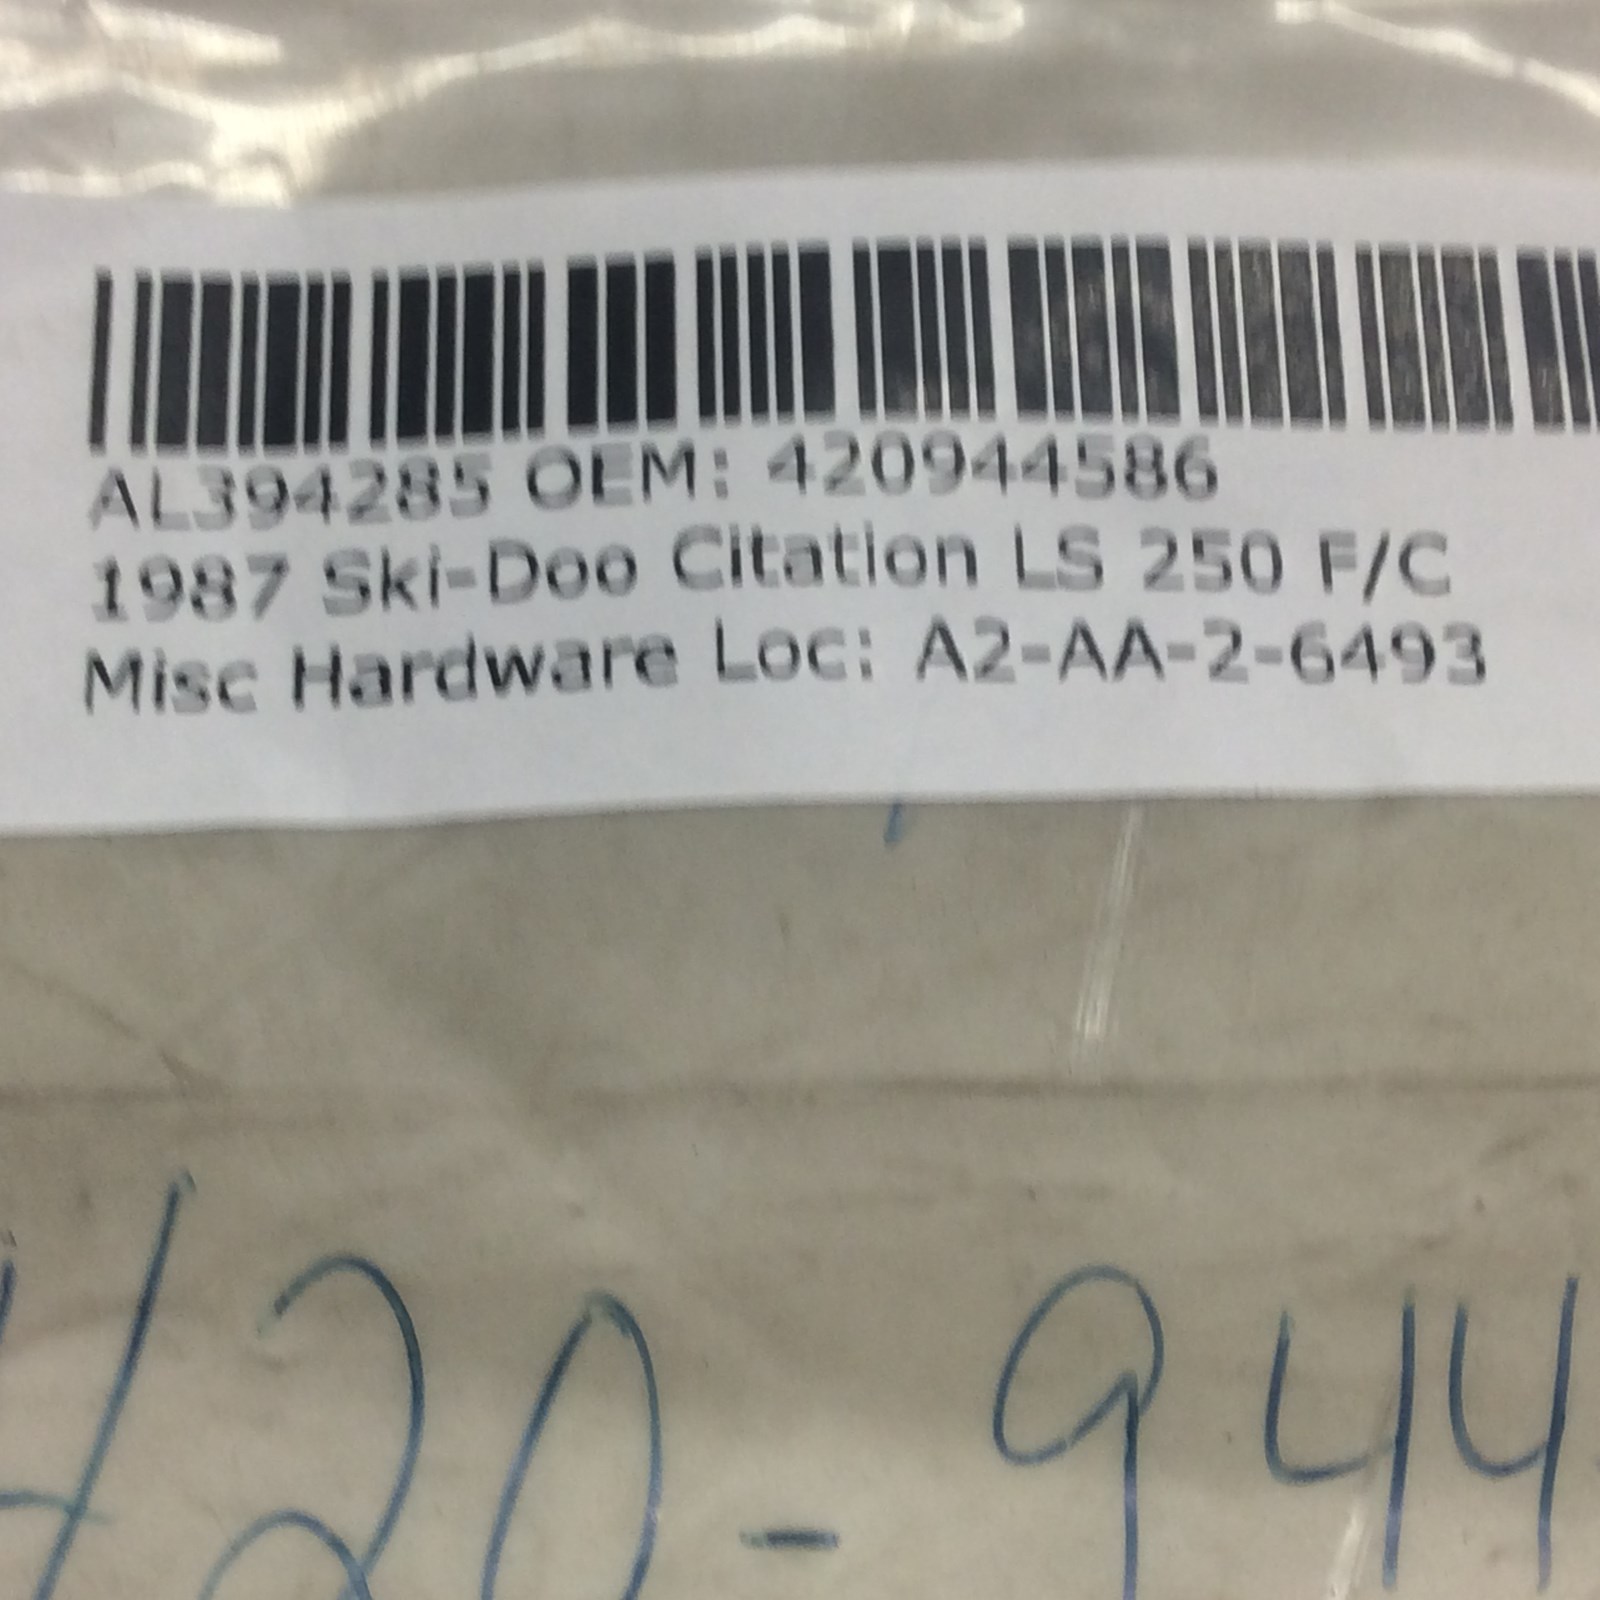 AL394285 OEM: 420944586
1987 Ski-Doo Citation LS 250 F/C
Misc Hardware Loc: A2-AA-2-6493
420-944